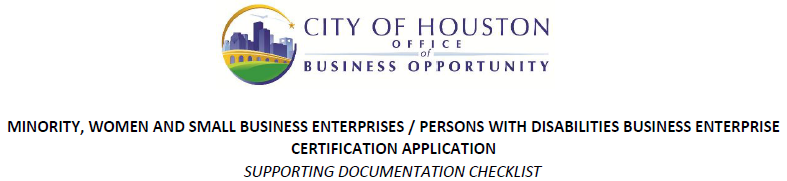 CITY OF HOUSTON
OFFICE
of
BUSINESS OPPORTUNITY
MINORITY, WOMEN AND SMALL BUSINESS ENTERPRISES / PERSONS WITH DISABILITIES BUSINESS ENTERPRISE
CERTIFICATION APPLICATION
SUPPORTING DOCUMENTATION CHECKLIST